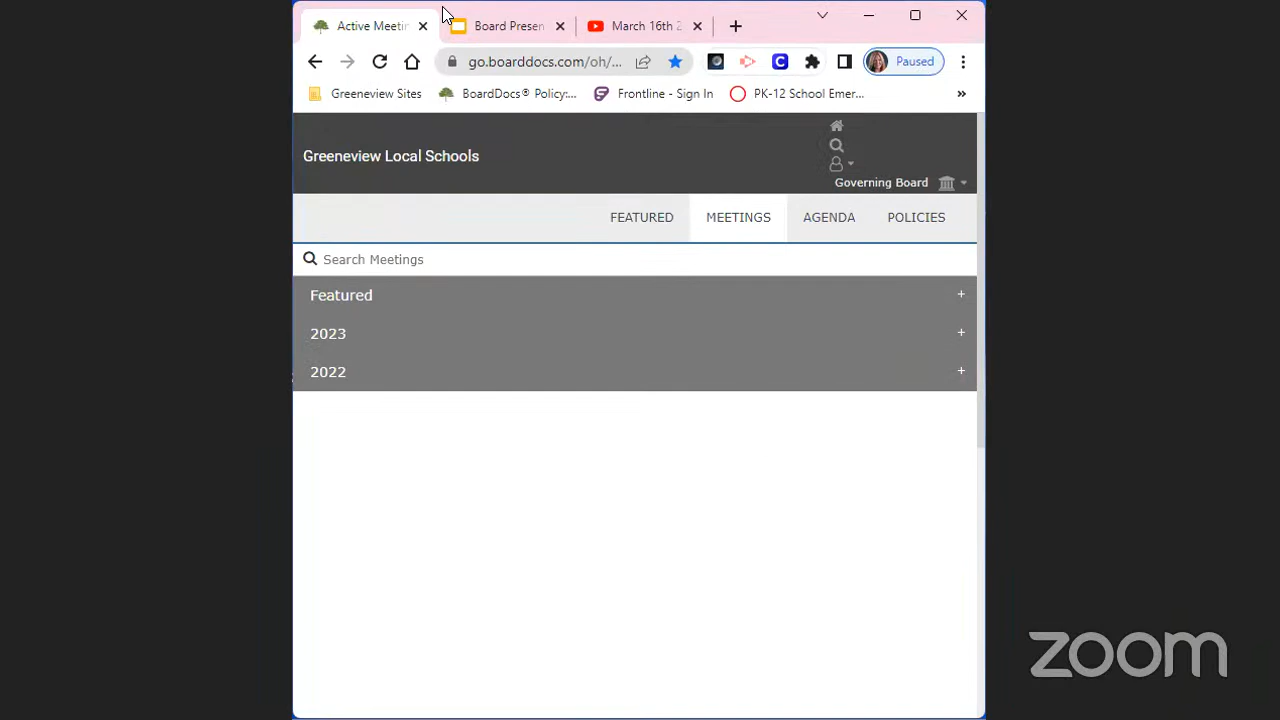 Active Meetin
Board Presen
March 16th 2
go.boarddocs.com/oh/...
Paused
Greeneview Sites
BoardDocs® Policy:...
Frontline - Sign In
PK-12 School Emer...
»
Greeneview Local Schools
Governing Board
FEATURED
MEETINGS
AGENDA
POLICIES
Search Meetings
Featured +
2023 +
2022 +
zoom